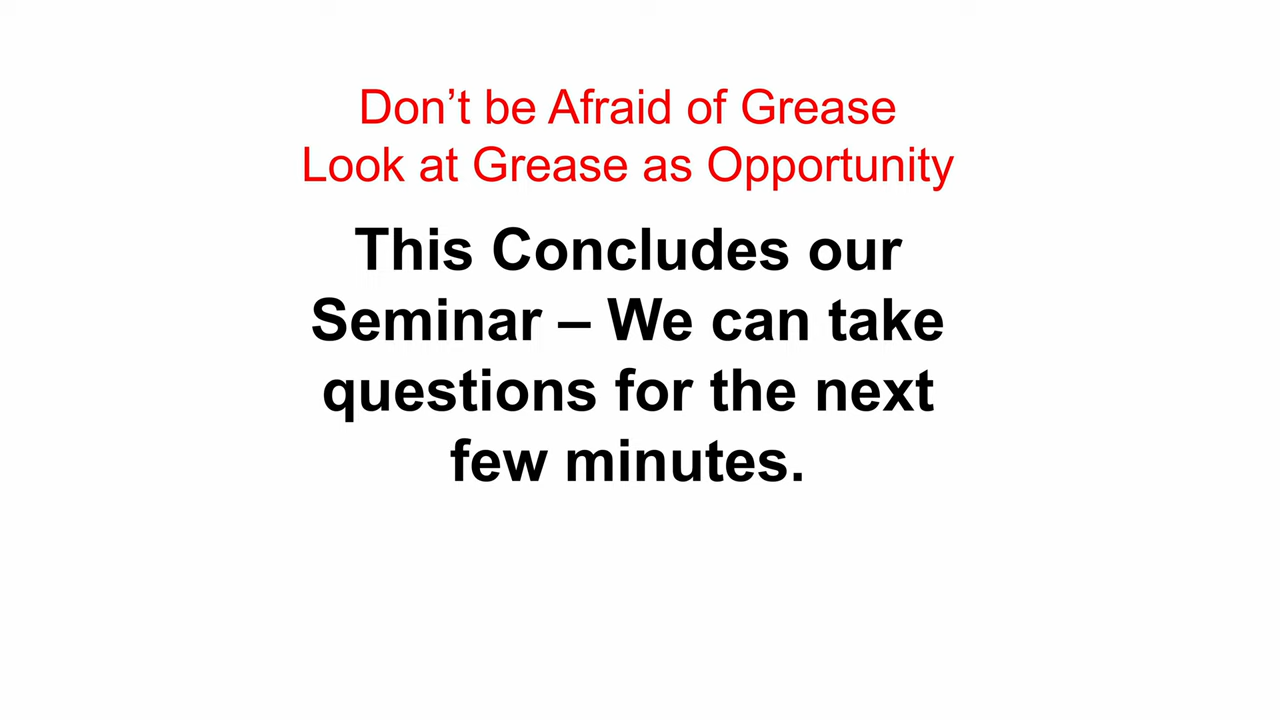 Don’t be Afraid of Grease
Look at Grease as Opportunity
This Concludes our
Seminar – We can take
questions for the next
few minutes.